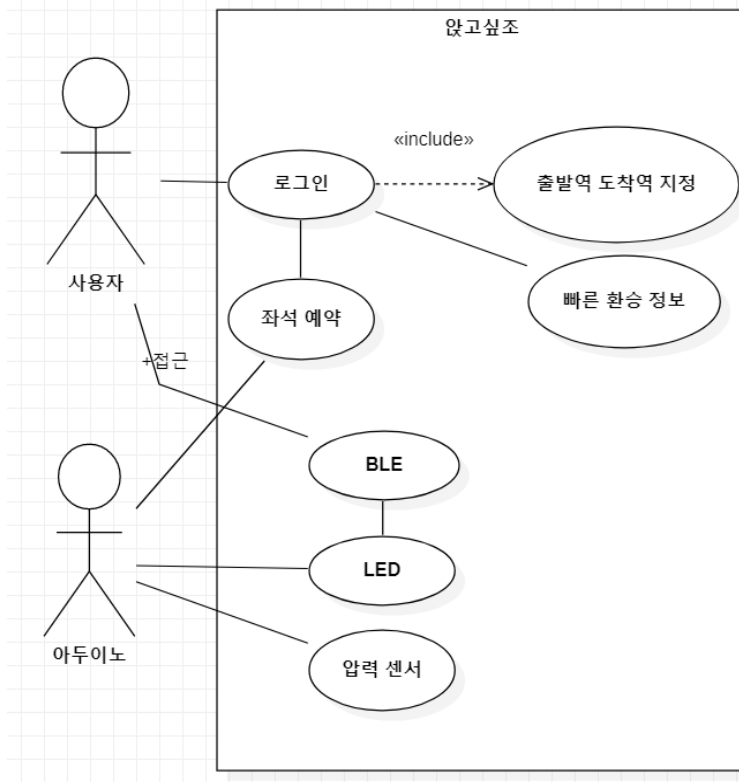 앉고싶조
«include»
로그인
출발역 도착역 지정
사용자
좌석 예약
빠른 환승 정보
+접근
BLE
LED
아두이노
압력 센서